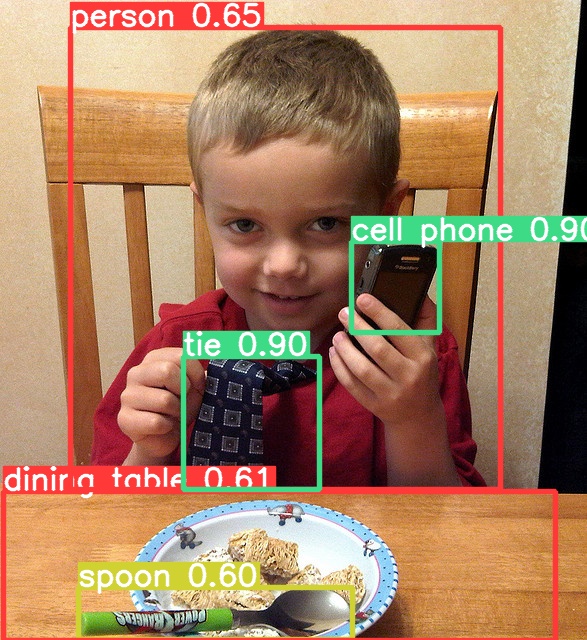 person 0.65
cell phone 0.90
tie 0.90
dining table 0.61
spoon 0.60
POWER RANGERS